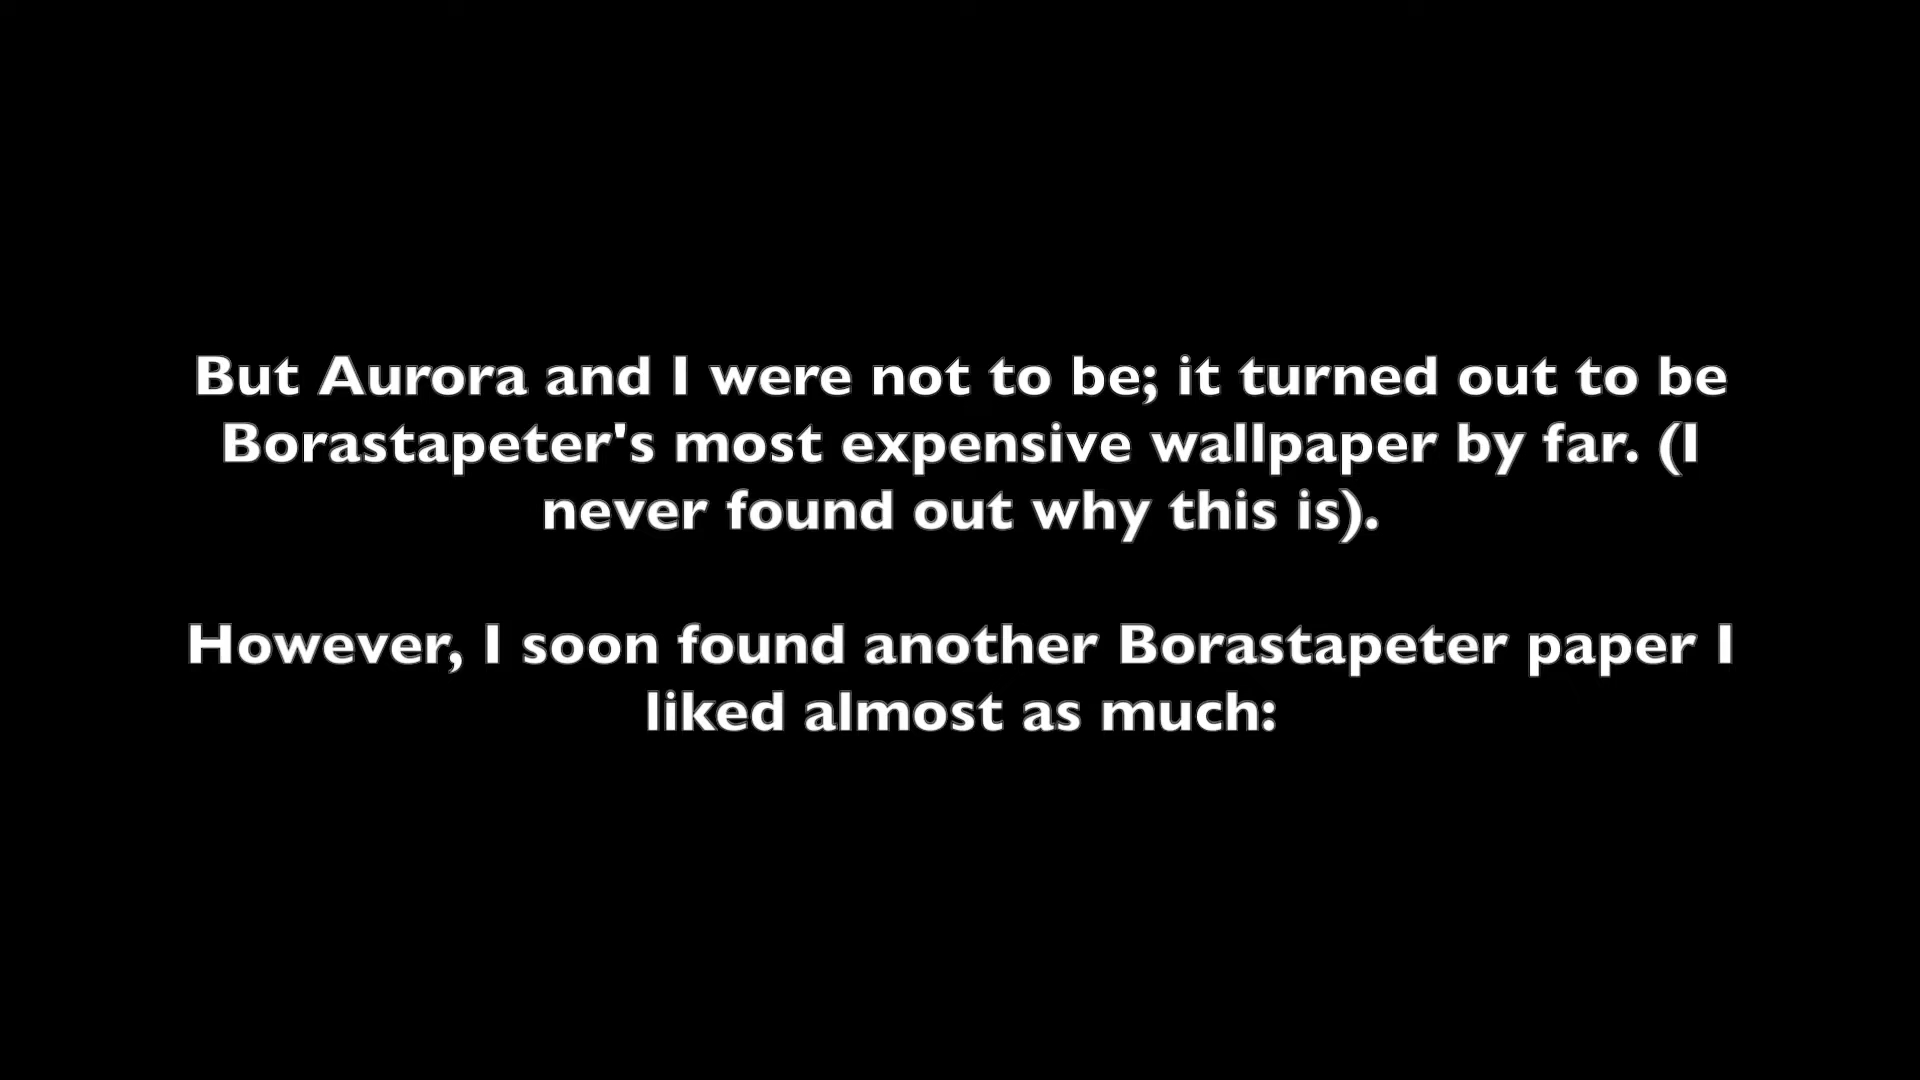 But Aurora and I were not to be; it turned out to be
Borastapeter's most expensive wallpaper by far. (I
never found out why this is).
However, I soon found another Borastapeter paper I
liked almost as much: